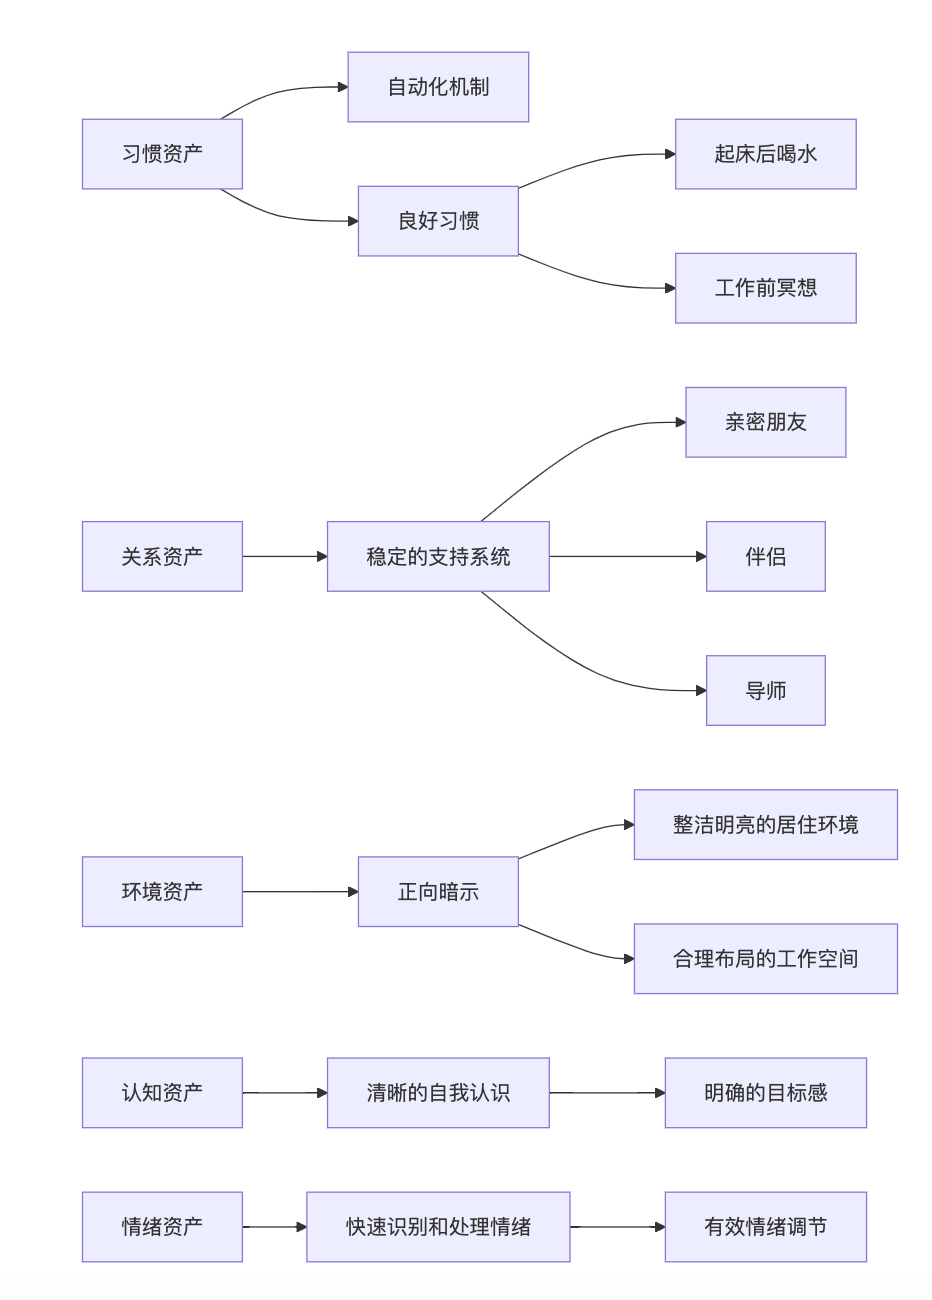 自动化机制
习惯资产
起床后喝水
良好习惯
工作前冥想
亲密朋友
关系资产
稳定的支持系统
伴侣
导师
整洁明亮的居住环境
环境资产
正向暗示
合理布局的工作空间
认知资产
清晰的自我认识
明确的目标感
情绪资产
快速识别和处理情绪
有效情绪调节